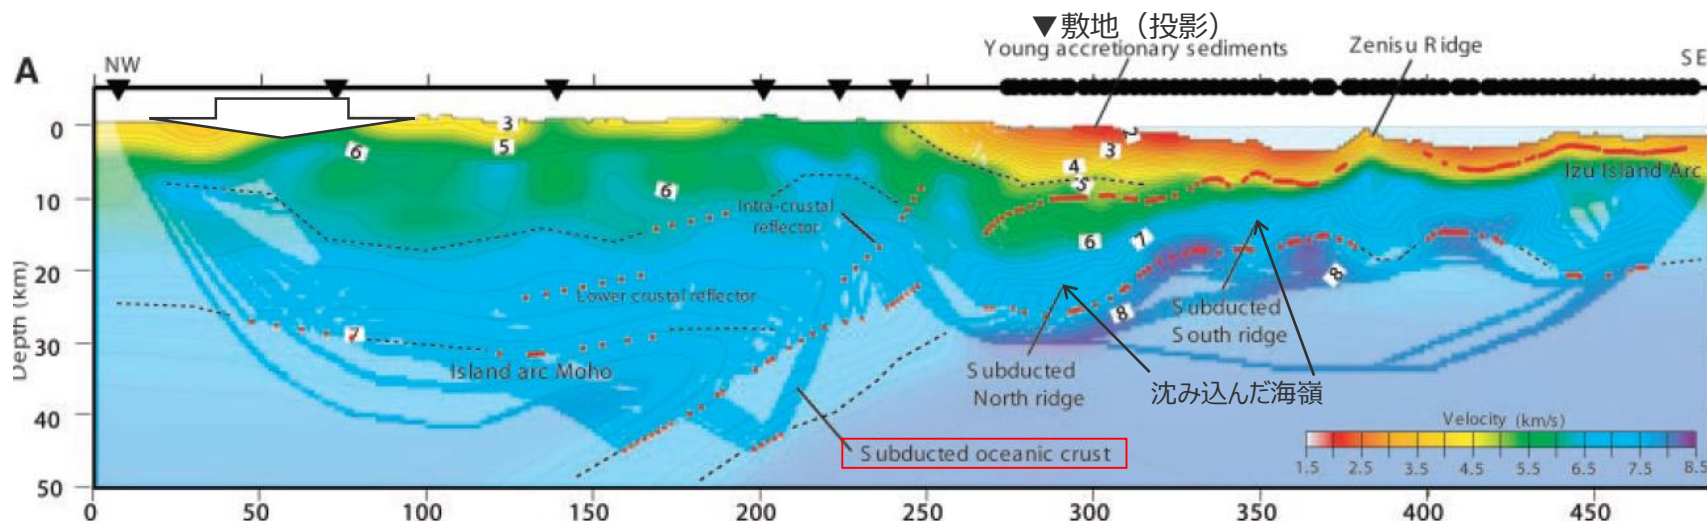 ▼敷地（投影）
A
NW
Young accretionary sediments
Zenisu Ridge
SE
0
10
20
30
40
50
Depth (km)
3
5
6
6
2
3
4
5
6
7
8
8
7
Izu Island Arc
Intra-crustal
reflector
Lower crustal reflector
Island arc Moho
Subducted
South ridge
Subducted
North ridge
沈み込んだ海嶺
Subducted oceanic crust
Velocity (km/s)
1.5 2.5 3.5 4.5 5.5 6.5 7.5 8.5
0 50 100 150 200 250 300 350 400 450